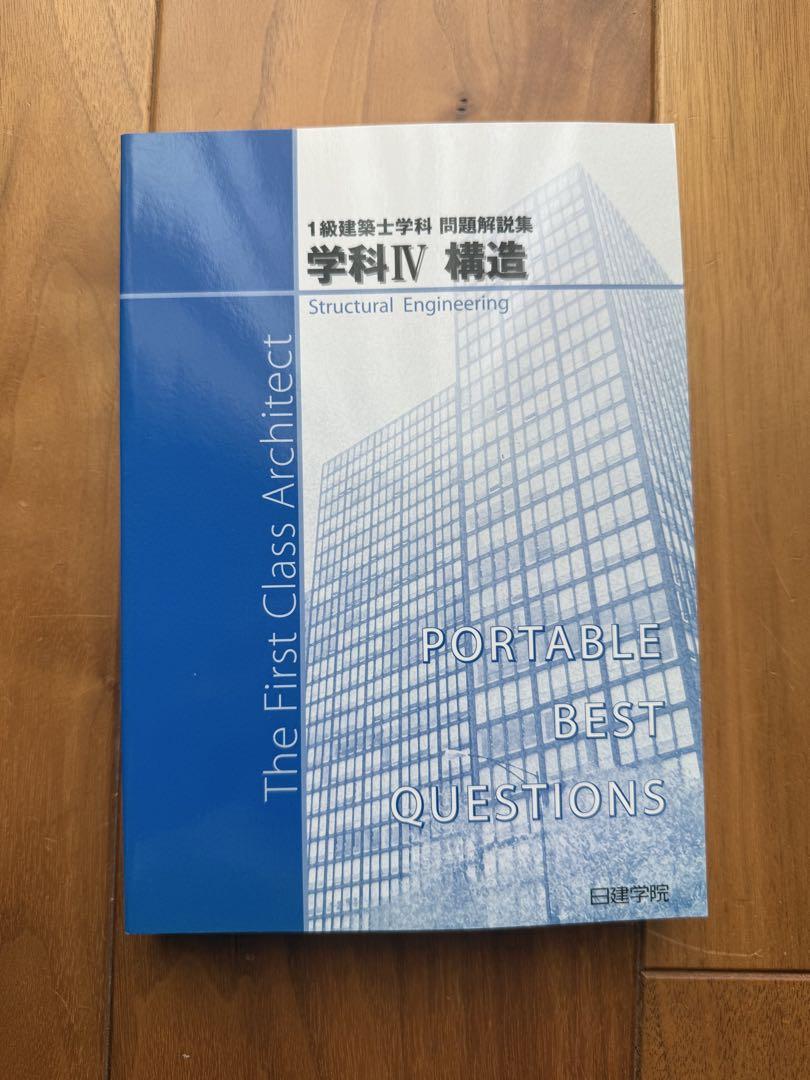 1級建築士学科 問題解説集
学科Ⅳ 構造
Structural Engineering
The First Class Architect
PORTABLE
BEST
QUESTIONS
日建学院